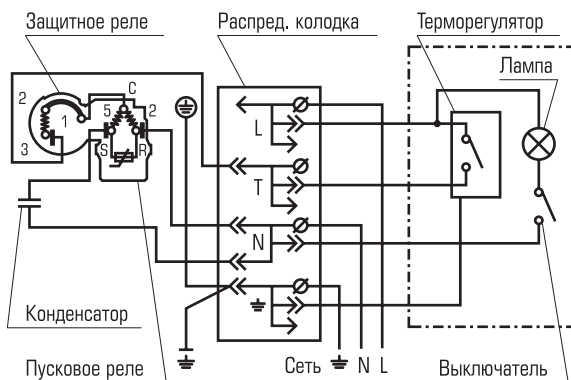 Защитное реле
Распред. колодка
Терморегулятор
Лампа
2
C
5
2
1
L
3
S
R
T
N
Конденсатор
Пусковое реле
Сеть
N
L
Выключатель